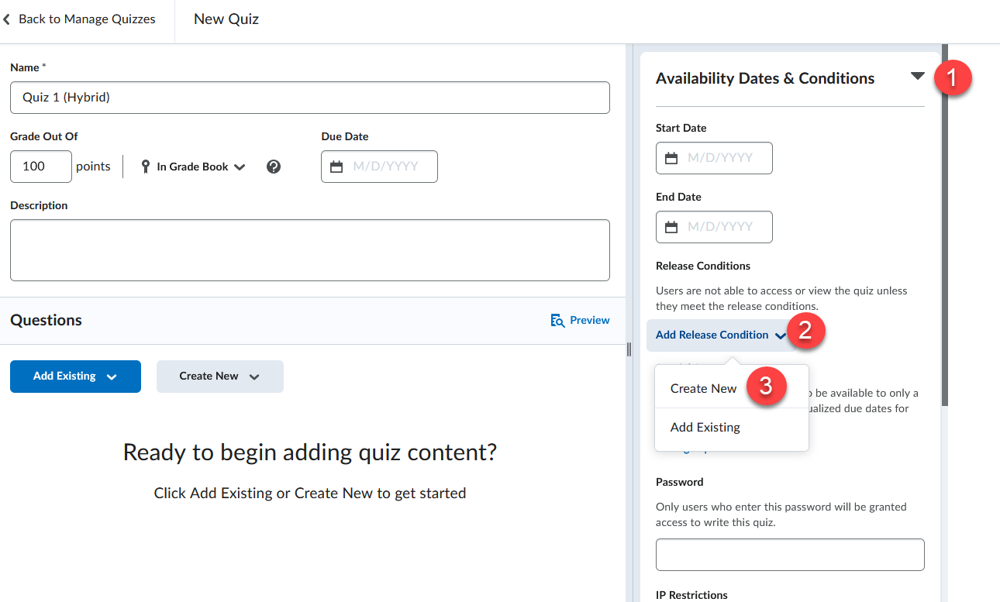 Back to Manage Quizzes
New Quiz
Name *
Quiz 1 (Hybrid)
Grade Out Of
100 points
In Grade Book
Due Date
M/D/YYYY
Description
Questions
Preview
Add Existing
Create New
Ready to begin adding quiz content?
Click Add Existing or Create New to get started
Availability Dates & Conditions
1
Start Date
M/D/YYYY
End Date
M/D/YYYY
Release Conditions
Users are not able to access or view the quiz unless
they meet the release conditions.
Add Release Condition
2
Create New
3
be available to only a
due dates for
Add Existing
Password
Only users who enter this password will be granted
access to write this quiz.
IP Restrictions